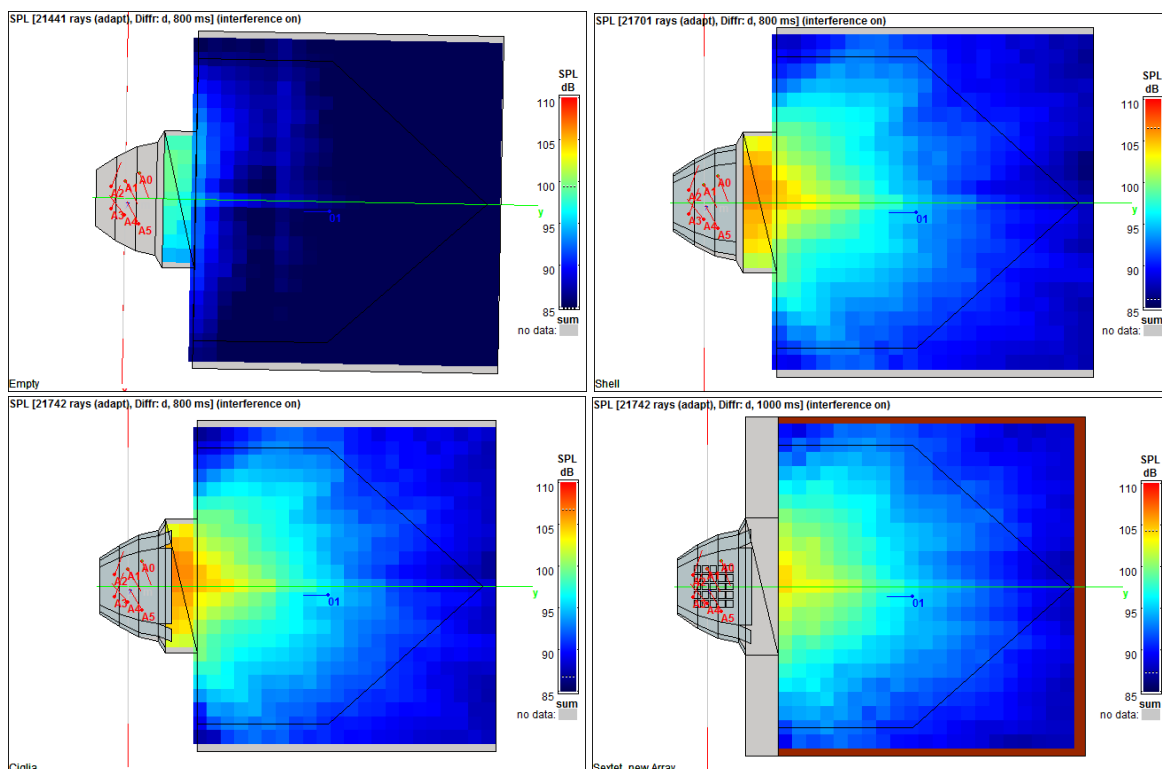 SPL [21441 rays (adapt), Diffr: d, 800 ms] (interference on)
SPL
dB
110
105
100
95
90
85
sum
no data:
A0
A1
A2
A3
A4
A5
01
y
Empty
SPL [21701 rays (adapt), Diffr: d, 800 ms] (interference on)
SPL
dB
110
105
100
95
90
85
sum
no data:
A0
A1
A2
A3
A4
A5
01
y
Shell
SPL [21742 rays (adapt), Diffr: d, 800 ms] (interference on)
SPL
dB
110
105
100
95
90
85
sum
no data:
A0
A1
A2
A3
A4
A5
01
y
Ciglia
SPL [21742 rays (adapt), Diffr: d, 1000 ms] (interference on)
SPL
dB
110
105
100
95
90
85
sum
no data:
A0
A5
01
y
Sextet, new Array